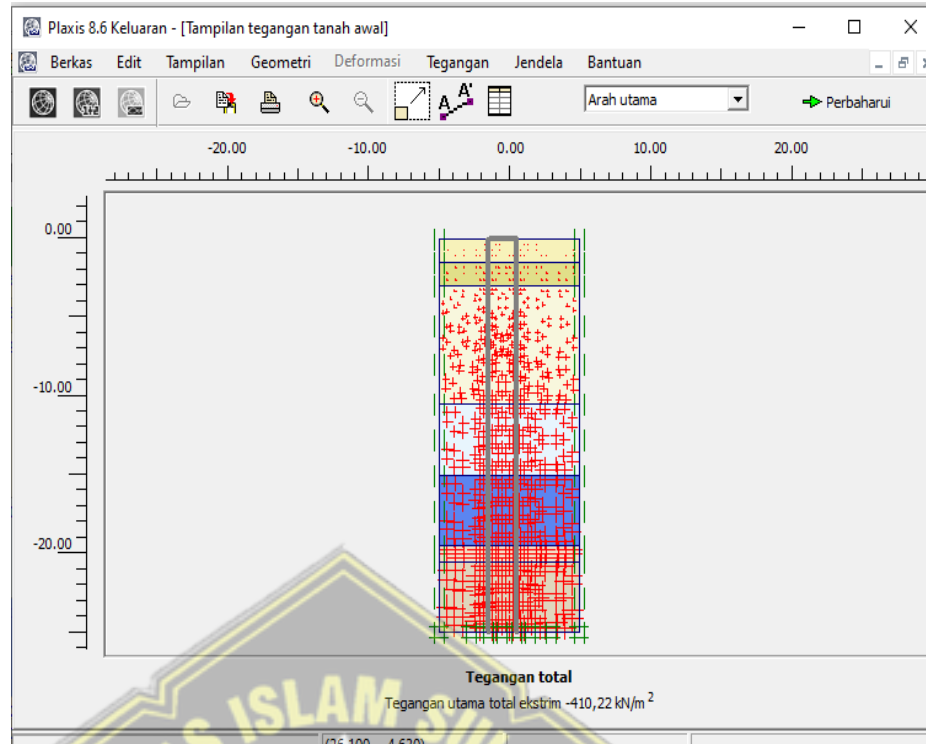 Plaxis 8.6 Keluaran - [Tampilan tegangan tanah awal]
Berkas Edit Tampilan Geometri Deformasi Tegangan Jendela Bantuan
A A' Arah utama Perbaharui
-20.00 -10.00 0.00 10.00 20.00
0.00
-10.00
-20.00
Tegangan total
Tegangan utama total ekstrim -410,22 kN/m²
S ISLAM SU